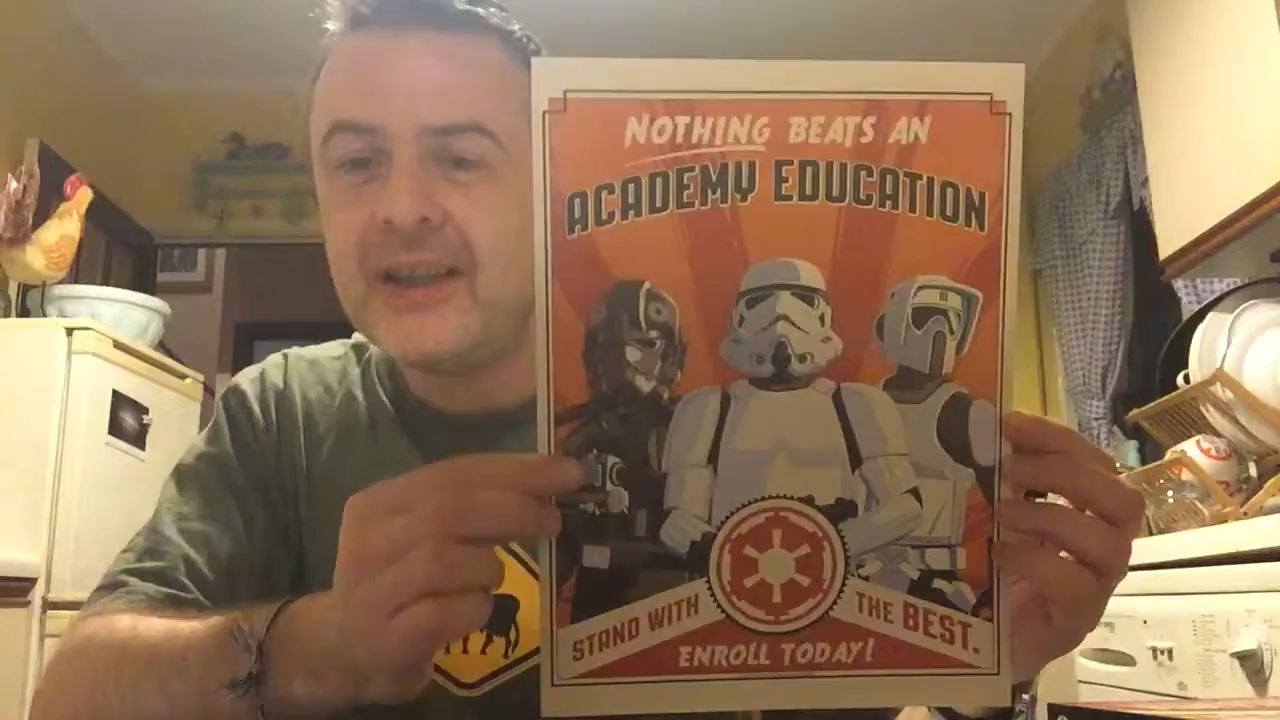 NOTHING BEATS AN
ACADEMY EDUCATION
STAND WITH THE BEST.
ENROLL TODAY!